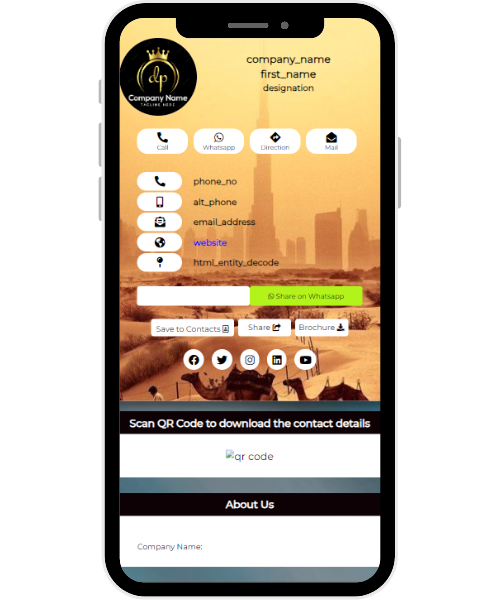 company_name
first_name
designation
dp
Company Name
TAGLINE HERE
Call
Whatsapp
Direction
Mail
phone_no
alt_phone
email_address
website
html_entity_decode
Share on Whatsapp
Save to Contacts
Share
Brochure
Scan QR Code to download the contact details
qr code
About Us
Company Name: